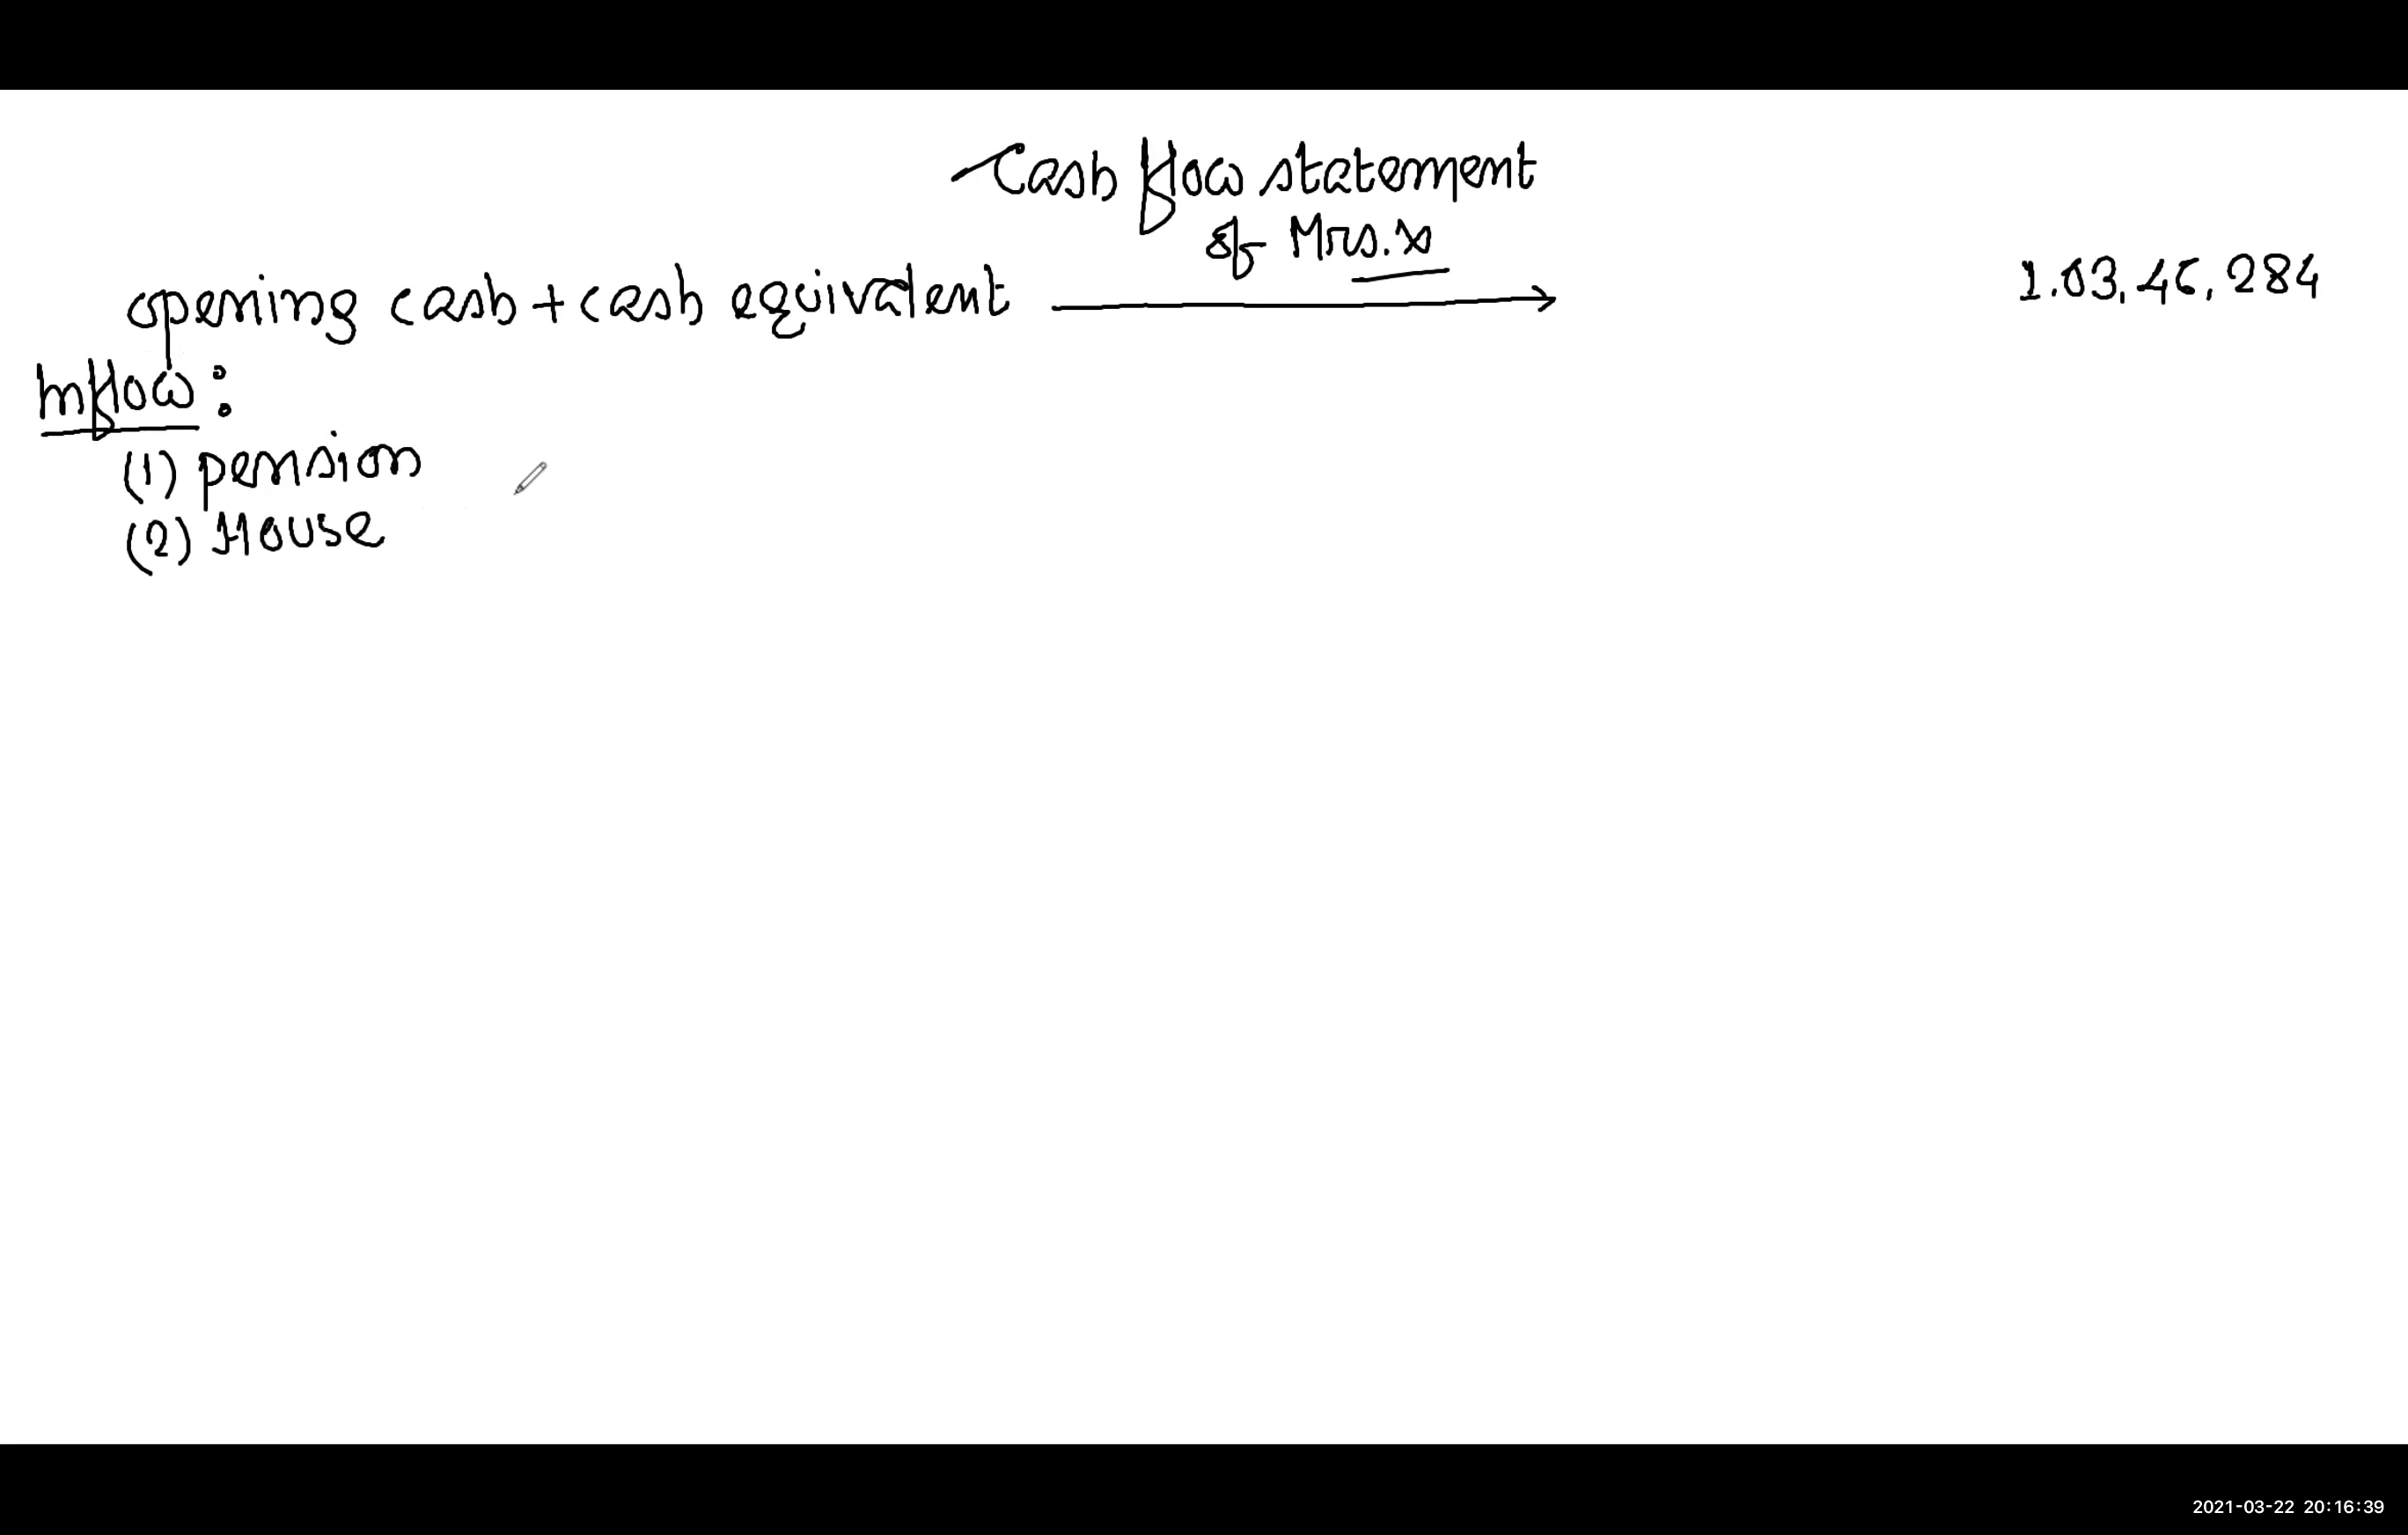 Cash flow statement
of Mrs. X
opening cash + cash equivalent → 1.03,46,284
Inflow:
(1) pension
(2) House
2021-03-22 20:16:39